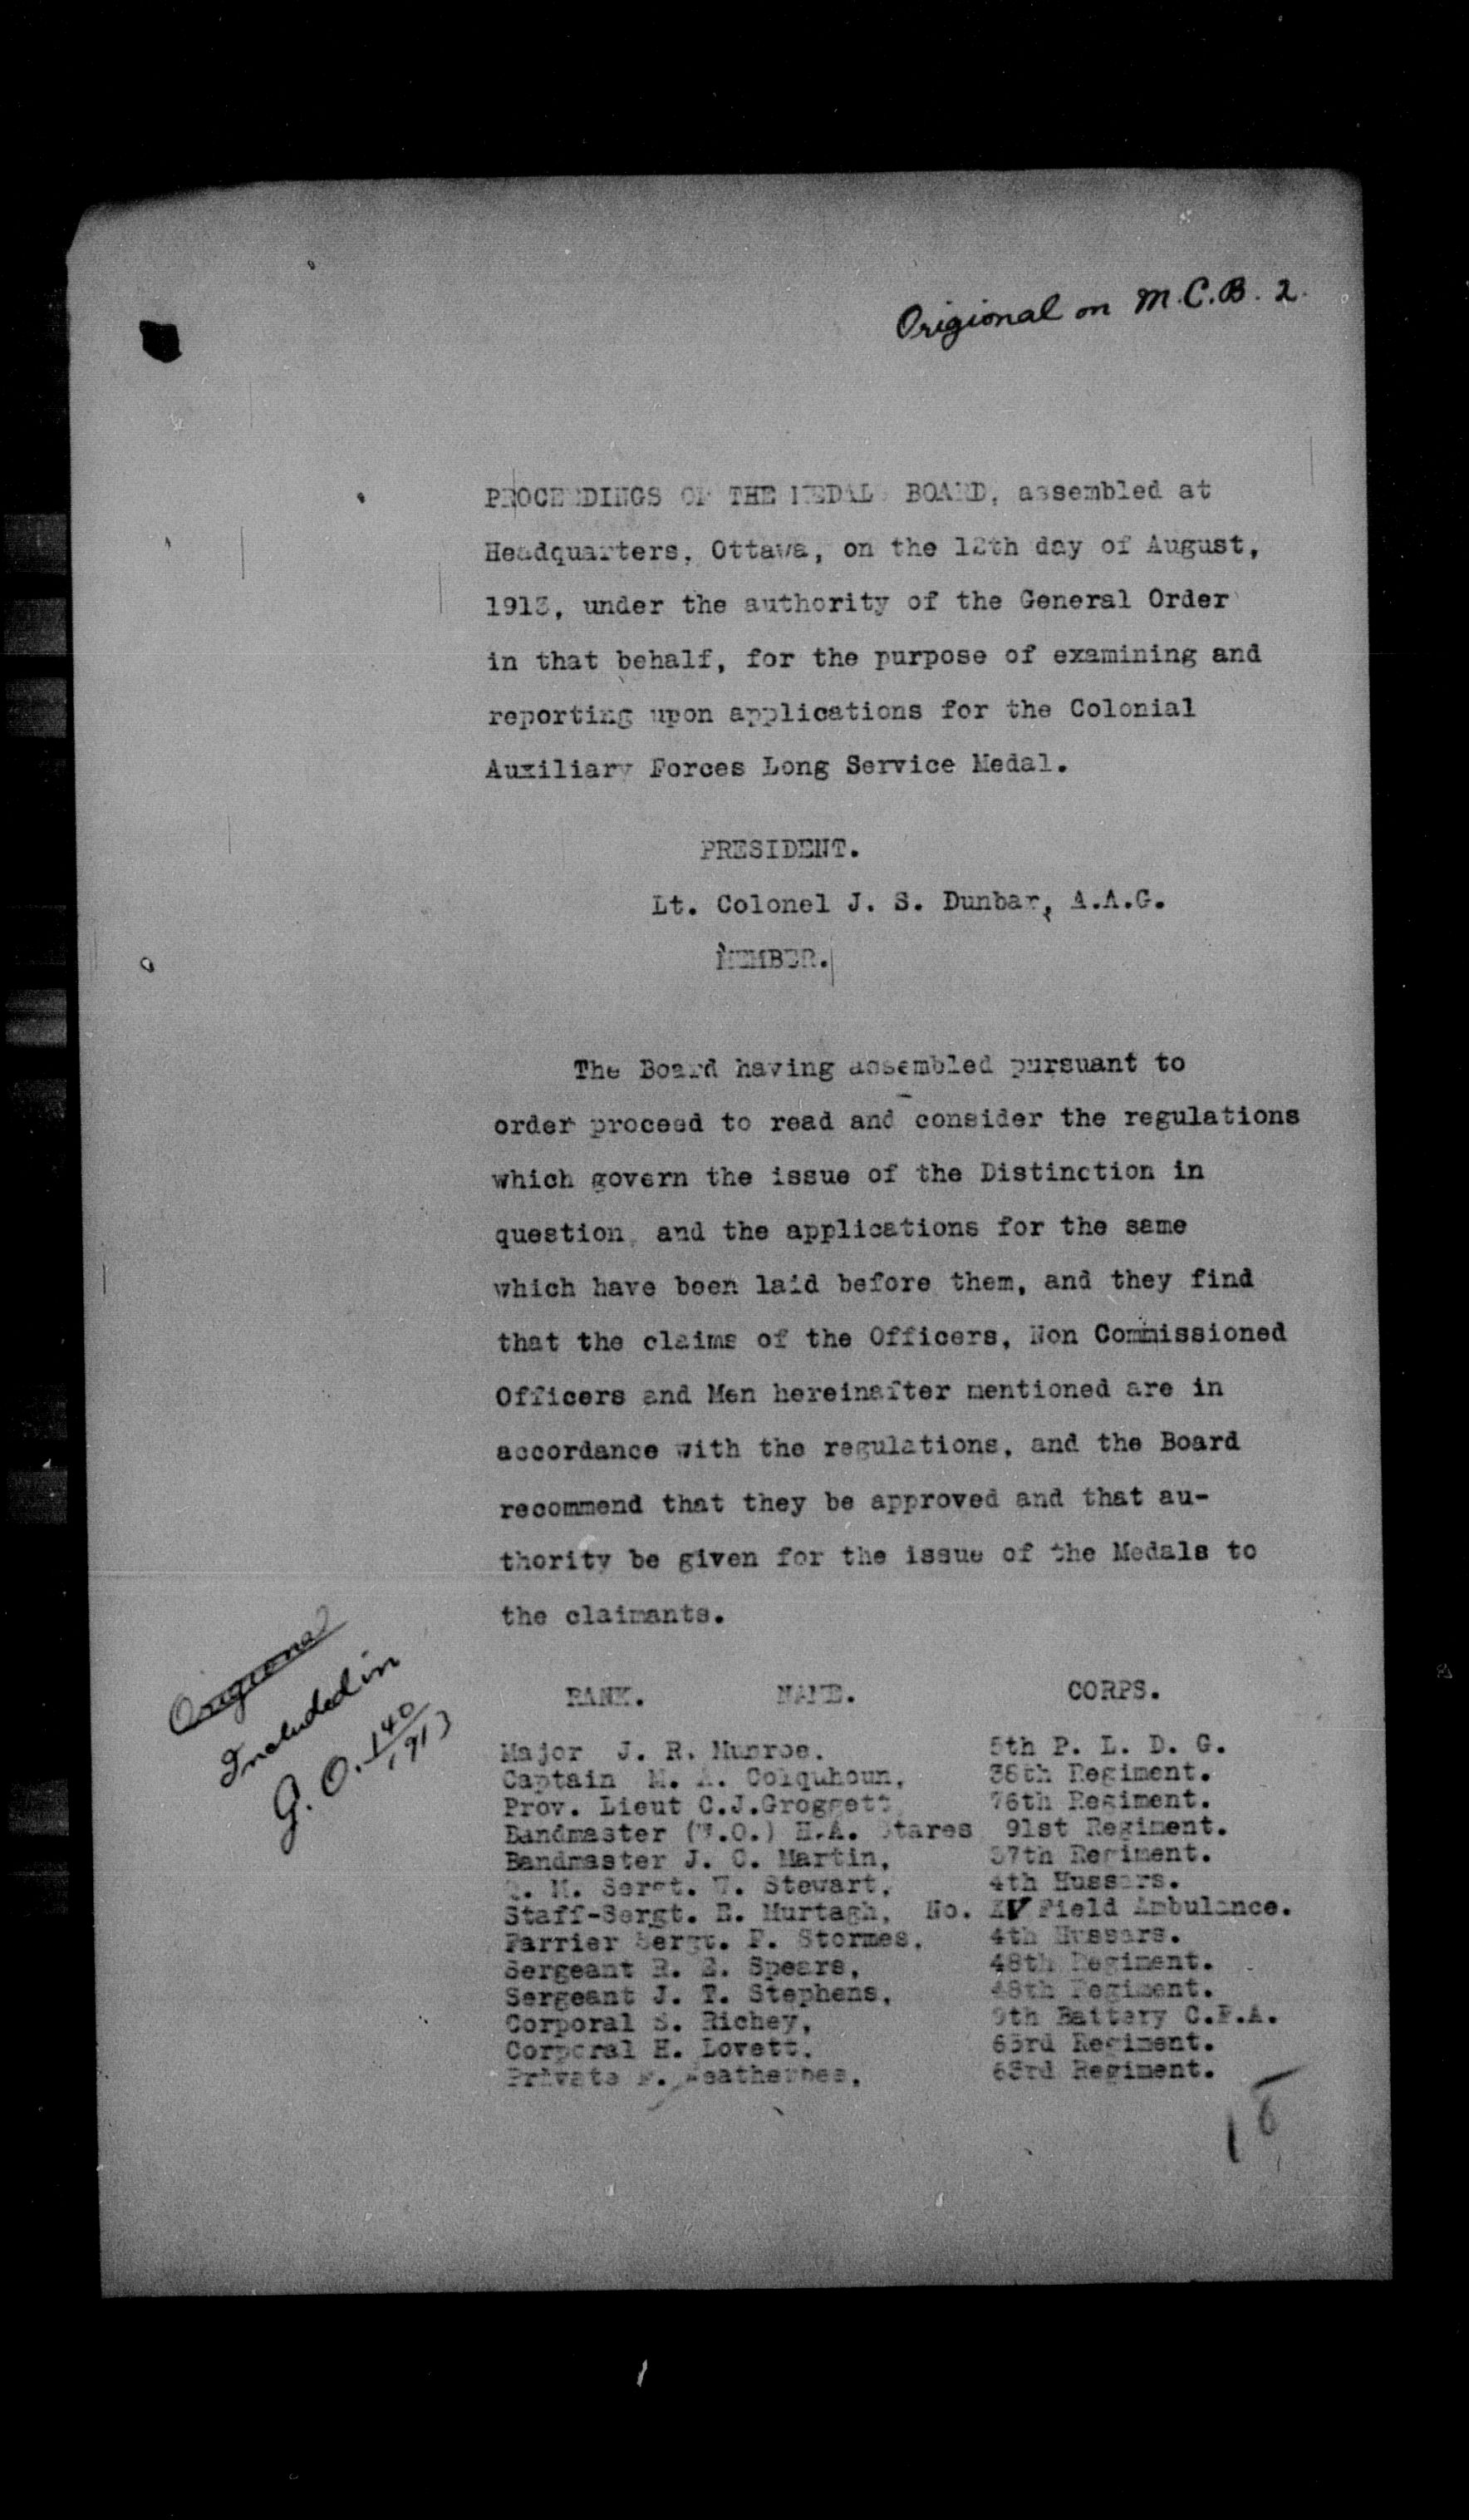 Origional on M.C.B. 2.
PROCEEDINGS OF THE MEDALS BOARD, assembled at
Headquarters, Ottawa, on the 12th day of August,
1913, under the authority of the General Order
in that behalf, for the purpose of examining and
reporting upon applications for the Colonial
Auxiliary Forces Long Service Medal.
PRESIDENT.
Lt. Colonel J. S. Dunbar, A.A.G.
MEMBER.
The Board having assembled pursuant to
order proceed to read and consider the regulations
which govern the issue of the Distinction in
question, and the applications for the same
which have been laid before them, and they find
that the claims of the Officers, Non Commissioned
Officers and Men hereinafter mentioned are in
accordance with the regulations, and the Board
recommend that they be approved and that au-
thority be given for the issue of the Medals to
the claimants.
Origional
Included in
G. O. 140/1913
RANK. NAME. CORPS.
Major J. R. Munroe. 5th P. L. D. G.
Captain M. A. Colquhoun, 38th Regiment.
Prov. Lieut C.J.Groggett 76th Regiment.
Bandmaster (W.O.) H.A. Stares 91st Regiment.
Bandmaster J. C. Martin, 37th Regiment.
Q. M. Sergt. W. Stewart, 4th Hussars.
Staff-Sergt. E. Murtagh, No. XV Field Ambulance.
Farrier Sergt. F. Stormes, 4th Hussars.
Sergeant R. E. Spears, 48th Regiment.
Sergeant J. T. Stephens, 48th Regiment.
Corporal S. Richey, 9th Battery C.F.A.
Corporal H. Lovett, 63rd Regiment.
Private 63rd Regiment.